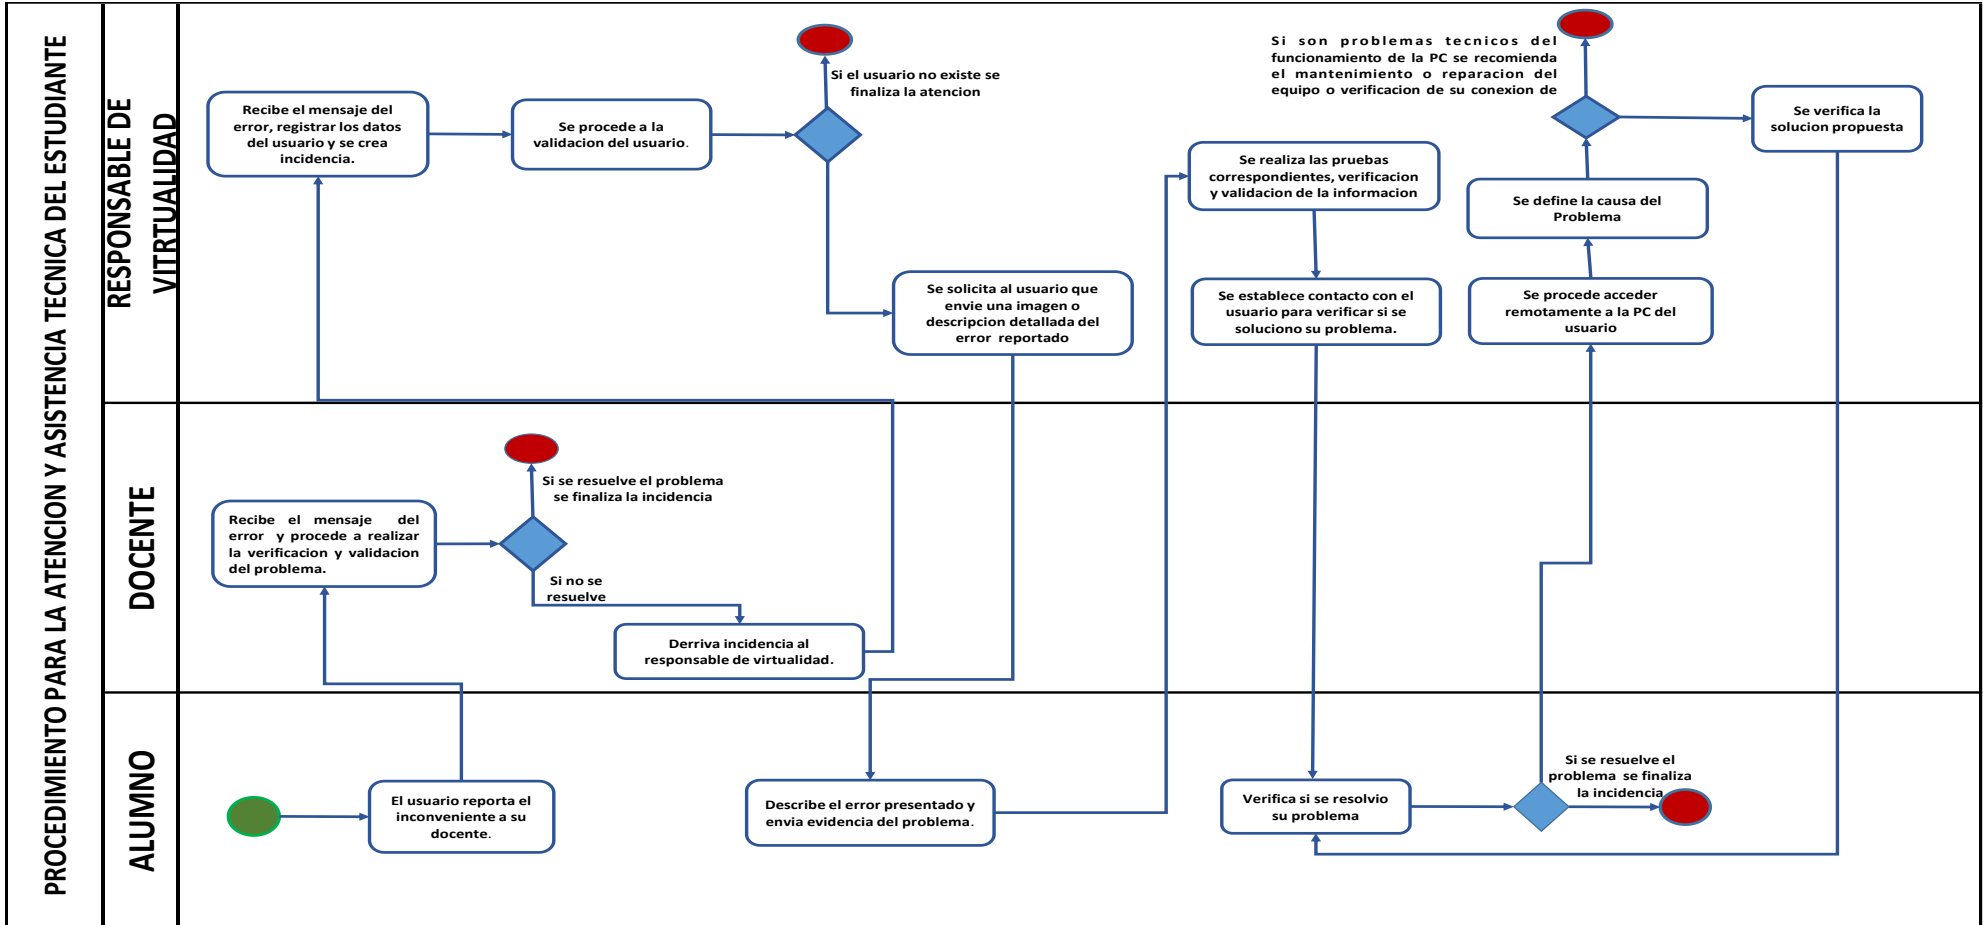 PROCEDIMIENTO PARA LA ATENCION Y ASISTENCIA TECNICA DEL ESTUDIANTE
RESPONSABLE DE
VITRTUALIDAD
Recibe el mensaje del
error, registrar los datos
del usuario y se crea
incidencia.
Se procede a la
validacion del usuario.
Si el usuario no existe se
finaliza la atencion
Se solicita al usuario que
envie una imagen o
descripcion detallada del
error reportado
Se realiza las pruebas
correspondientes, verificacion
y validacion de la informacion
Se establece contacto con el
usuario para verificar si se
soluciono su problema.
Si son problemas tecnicos del
funcionamiento de la PC se recomienda
el mantenimiento o reparacion del
equipo o verificacion de su conexion de
Se define la causa del
Problema
Se procede acceder
remotamente a la PC del
usuario
Se verifica la
solucion propuesta
DOCENTE
Recibe el mensaje del
error y procede a realizar
la verificacion y validacion
del problema.
Si se resuelve el problema
se finaliza la incidencia
Si no se
resuelve
Derriva incidencia al
responsable de virtualidad.
ALUMNO
El usuario reporta el
inconveniente a su
docente.
Describe el error presentado y
envia evidencia del problema.
Verifica si se resolvio
su problema
Si se resuelve el
problema se finaliza
la incidencia